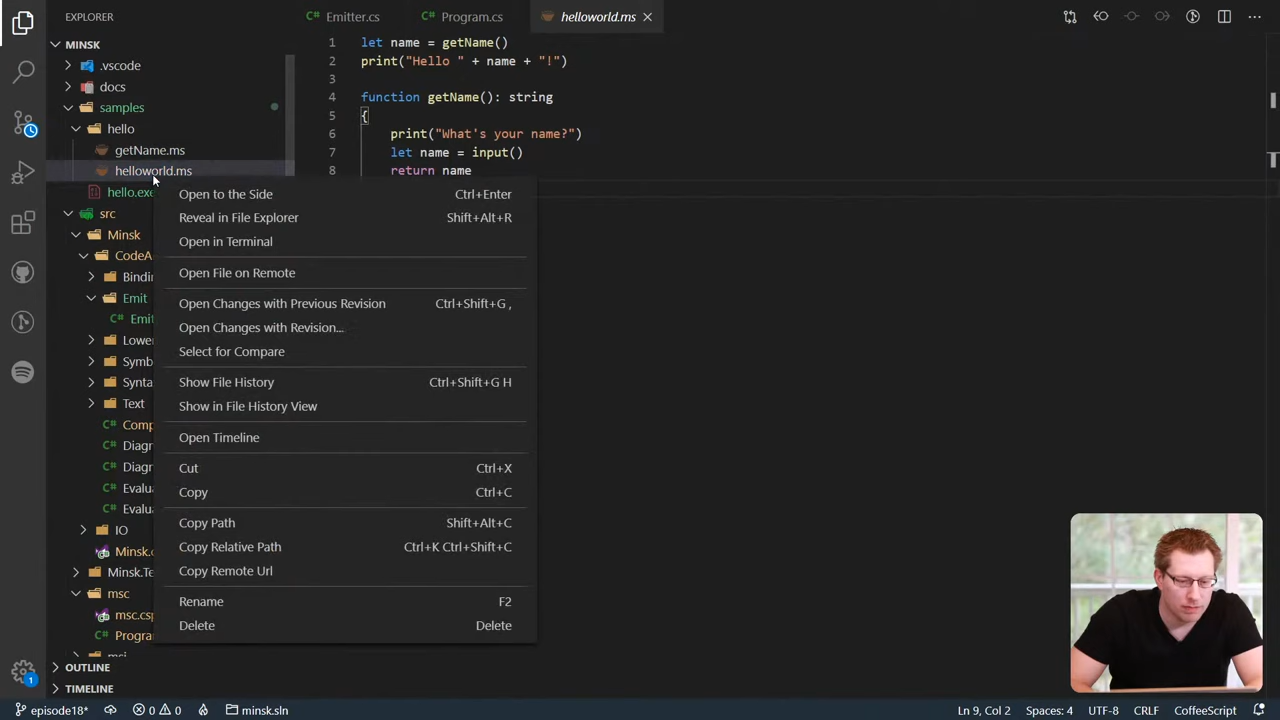 EXPLORER
Emitter.cs
Program.cs
helloworld.ms
MINSK
.vscode
docs
samples
hello
getName.ms
helloworld.ms
hello.exe
src
Minsk
CodeA
Bindin
Emit
Emit
Lower
Symb
Synta
Text
Comp
Diagr
Diagr
Evalua
Evalua
IO
Minsk.c
Minsk.Te
msc
msc.csp
Program
msi
OUTLINE
TIMELINE
1 let name = getName()
2 print("Hello " + name + "!")
3
4 function getName(): string
5 {
6 print("What's your name?")
7 let name = input()
8 return name
Open to the Side Ctrl+Enter
Reveal in File Explorer Shift+Alt+R
Open in Terminal
Open File on Remote
Open Changes with Previous Revision Ctrl+Shift+G ,
Open Changes with Revision...
Select for Compare
Show File History Ctrl+Shift+G H
Show in File History View
Open Timeline
Cut Ctrl+X
Copy Ctrl+C
Copy Path Shift+Alt+C
Copy Relative Path Ctrl+K Ctrl+Shift+C
Copy Remote Url
Rename F2
Delete Delete
1
episode18* 0 0 minsk.sln Ln 9, Col 2 Spaces: 4 UTF-8 CRLF CoffeeScript